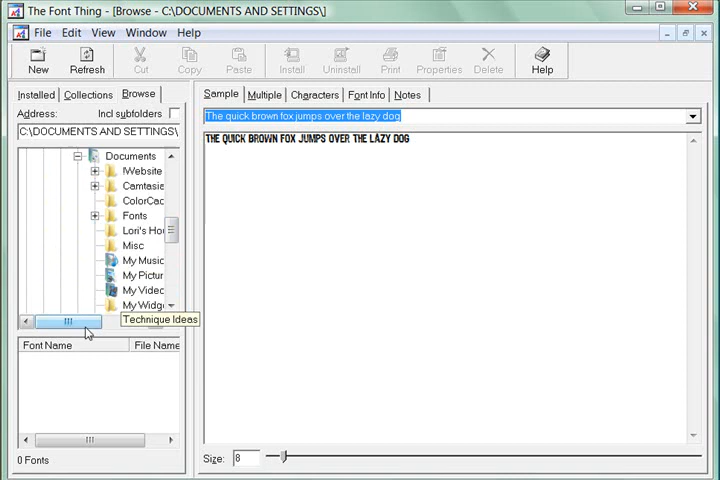 The Font Thing - [Browse - C:\DOCUMENTS AND SETTINGS\]
File Edit View Window Help
New Refresh Cut Copy Paste Install Uninstall Print Properties Delete Help
Installed Collections Browse
Address: Incl subfolders
C:\DOCUMENTS AND SETTINGS\
Documents
!Website
Camtasia
ColorCac
Fonts
Lori's Hou
Misc
My Music
My Pictur
My Video
My Widge
Technique Ideas
Font Name File Name
0 Fonts
Sample Multiple Characters Font Info Notes
The quick brown fox jumps over the lazy dog
THE QUICK BROWN FOX JUMPS OVER THE LAZY DOG
Size: 8